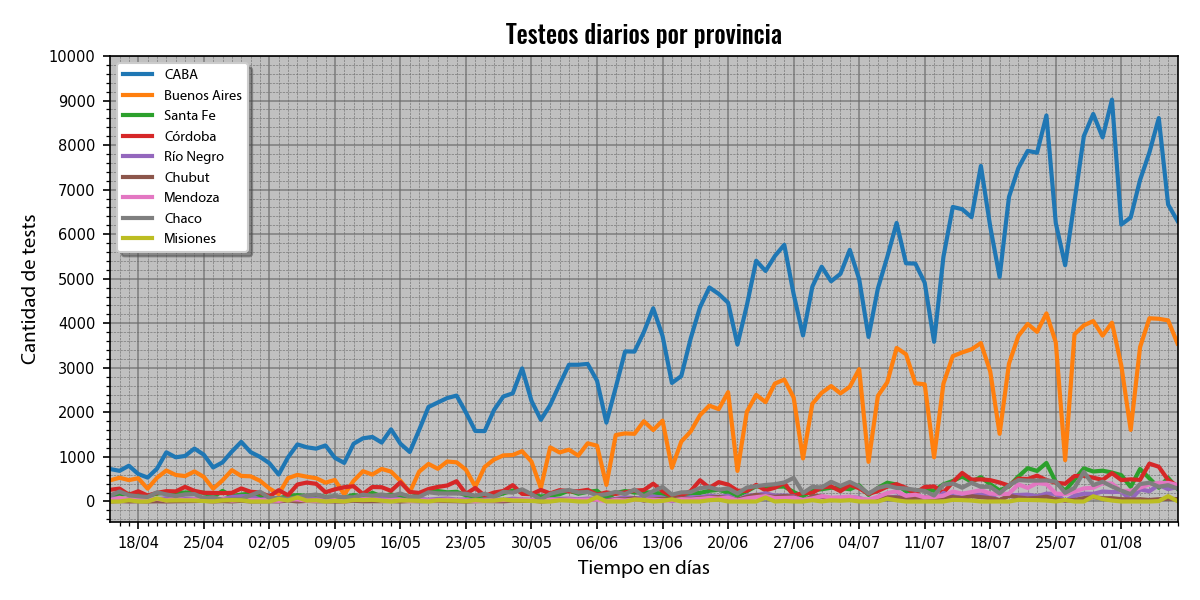 Testeos diarios por provincia
Cantidad de tests
10000
9000
8000
7000
6000
5000
4000
3000
2000
1000
0
CABA
Buenos Aires
Santa Fe
Córdoba
Río Negro
Chubut
Mendoza
Chaco
Misiones
18/04 25/04 02/05 09/05 16/05 23/05 30/05 06/06 13/06 20/06 27/06 04/07 11/07 18/07 25/07 01/08
Tiempo en días